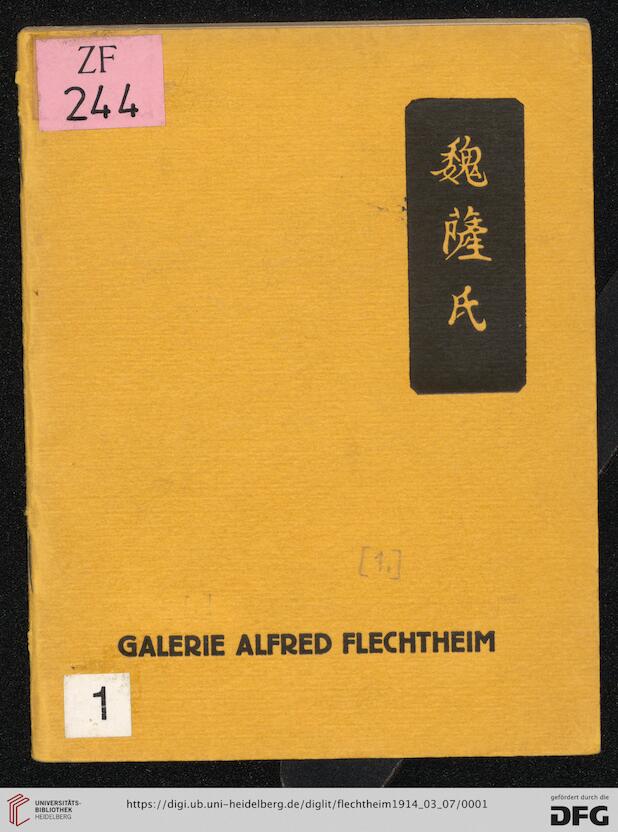 ZF
244
魏
薩
氏
[1.]
GALERIE ALFRED FLECHTHEIM
1
UNIVERSITÄTS-
BIBLIOTHEK
HEIDELBERG
https://digi.ub.uni-heidelberg.de/diglit/flechtheim1914_03_07/0001
gefördert durch die
DFG